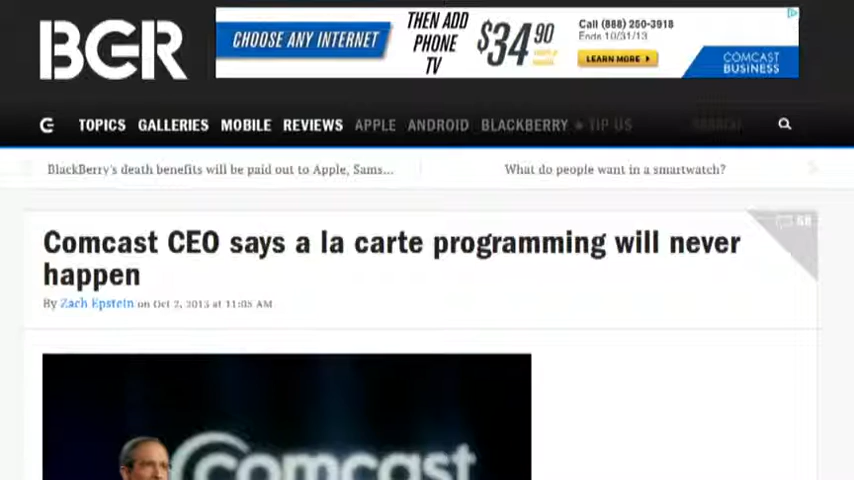 BGR
CHOOSE ANY INTERNET
THEN ADD
PHONE
TV
$34.90
Call (888) 260-3918
Ends 10/31/13
LEARN MORE
COMCAST
BUSINESS
TOPICS GALLERIES MOBILE REVIEWS APPLE ANDROID BLACKBERRY TIP US SEARCH
BlackBerry's death benefits will be paid out to Apple, Sams...
What do people want in a smartwatch?
68
Comcast CEO says a la carte programming will never
happen
By Zach Epstein on Oct 2, 2013 at 11:05 AM
comcast